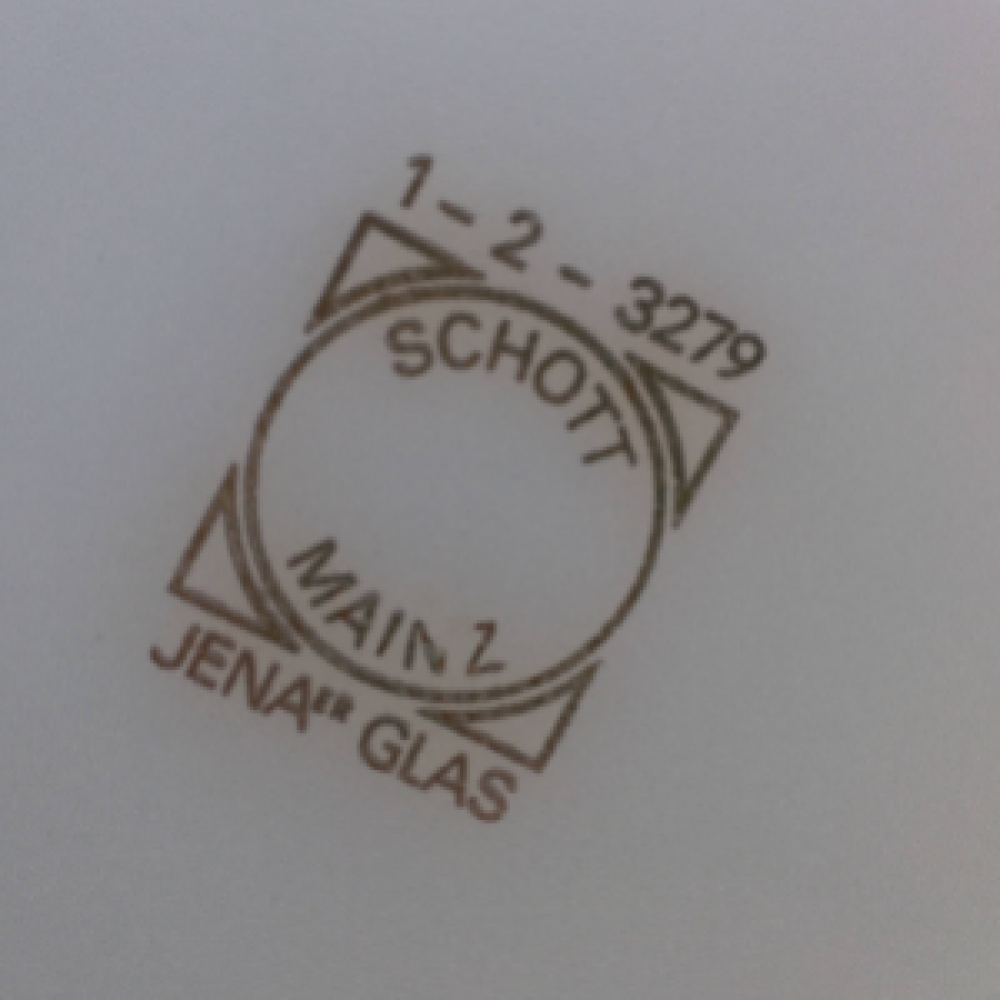 1 - 2 - 3279
SCHOTT
MAINZ
JENAER GLAS